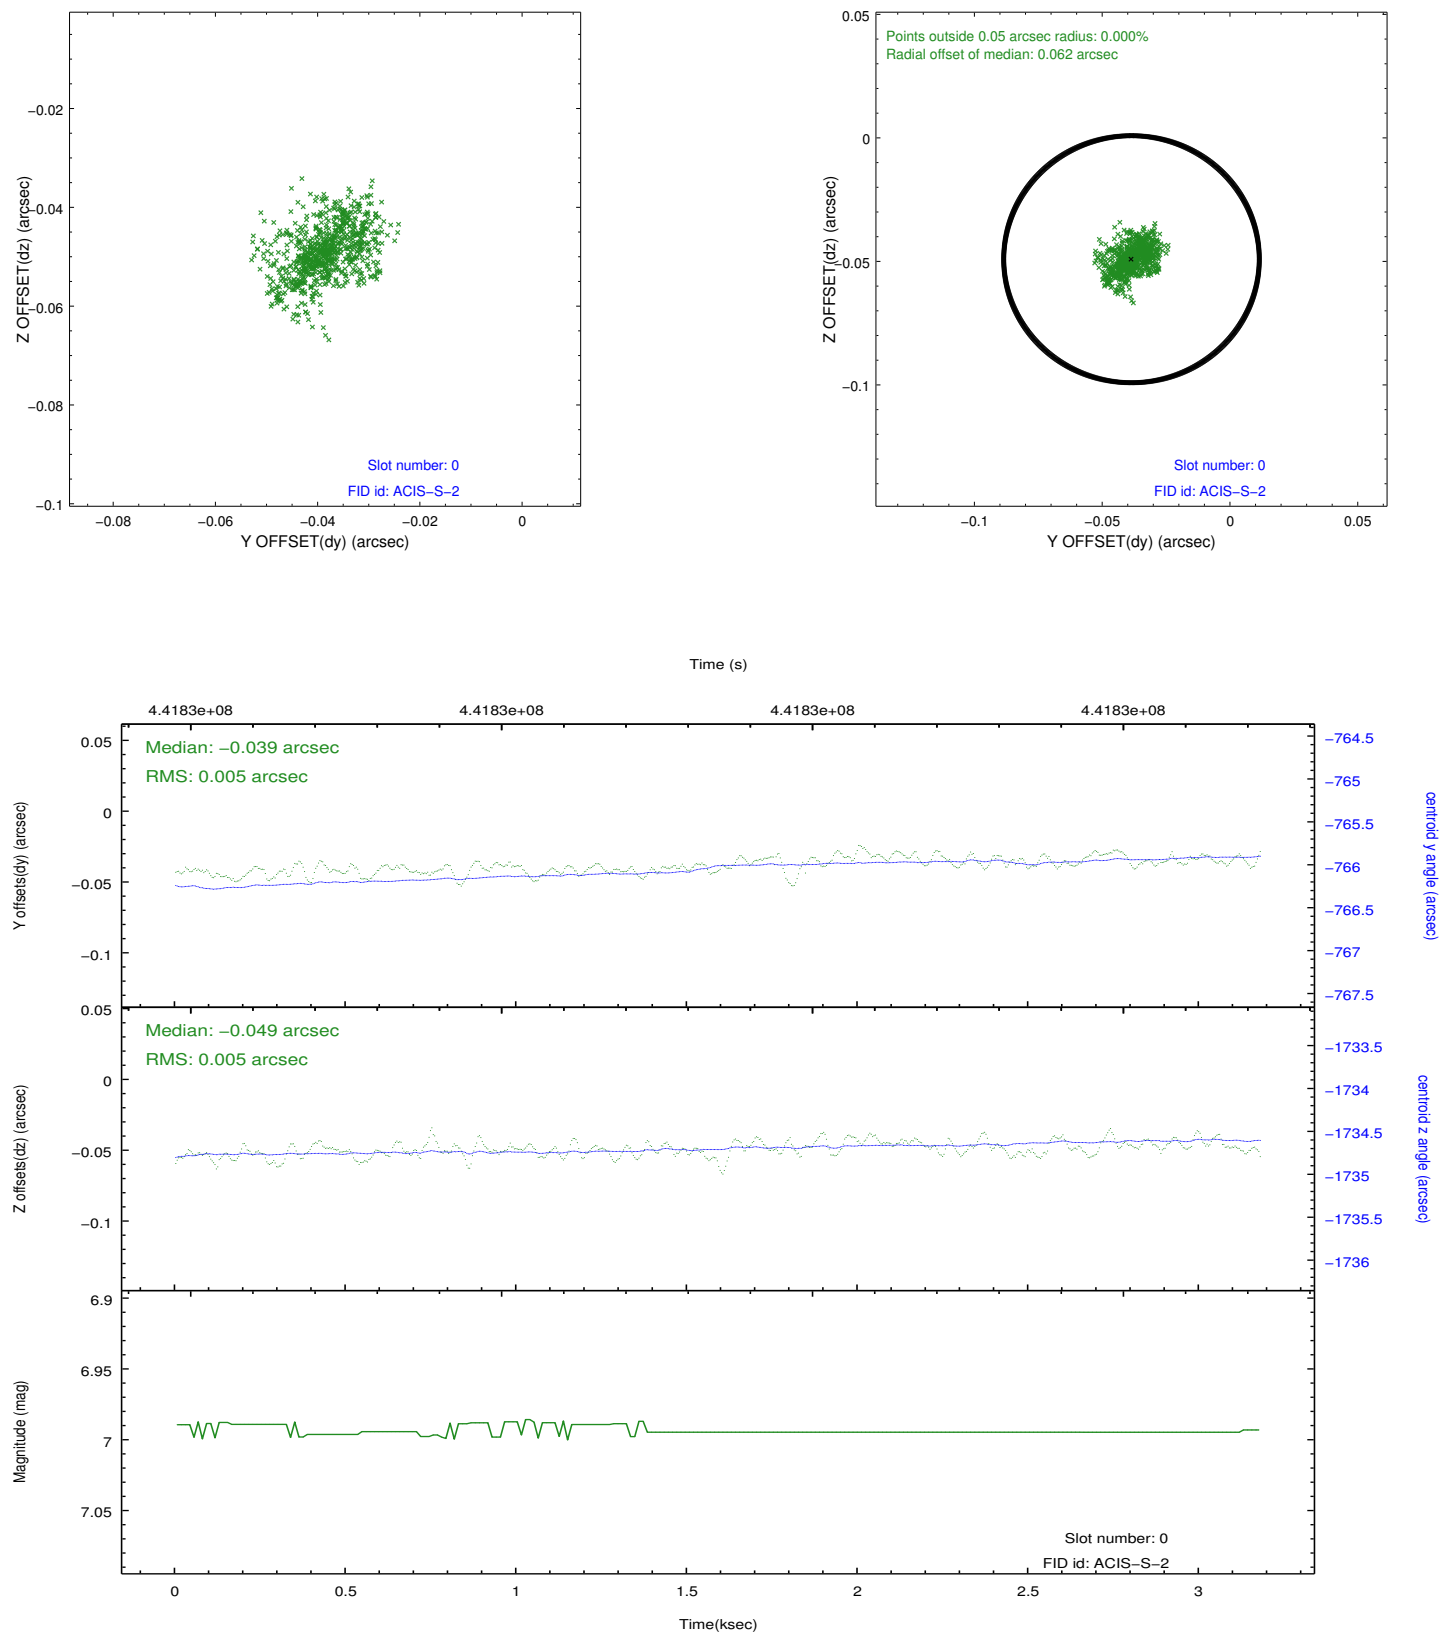 −0.02
−0.04
−0.06
−0.08
−0.1
Z OFFSET(dz) (arcsec)
Slot number: 0
FID id: ACIS−S−2
−0.08
−0.06
−0.04
−0.02
0
Y OFFSET(dy) (arcsec)
0.05
0
−0.05
−0.1
Z OFFSET(dz) (arcsec)
Points outside 0.05 arcsec radius: 0.000%
Radial offset of median: 0.062 arcsec
Slot number: 0
FID id: ACIS−S−2
−0.1
−0.05
0
0.05
Y OFFSET(dy) (arcsec)
Time (s)
4.4183e+08
4.4183e+08
4.4183e+08
4.4183e+08
Median: −0.039 arcsec
RMS: 0.005 arcsec
0.05
0
−0.05
−0.1
Y offsets(dy) (arcsec)
−764.5
−765
−765.5
−766
−766.5
−767
−767.5
centroid y angle (arcsec)
Median: −0.049 arcsec
RMS: 0.005 arcsec
0.05
0
−0.05
−0.1
Z offsets(dz) (arcsec)
−1733.5
−1734
−1734.5
−1735
−1735.5
−1736
centroid z angle (arcsec)
6.9
6.95
7
7.05
Magnitude (mag)
Slot number: 0
FID id: ACIS−S−2
0
0.5
1
1.5
2
2.5
3
Time(ksec)